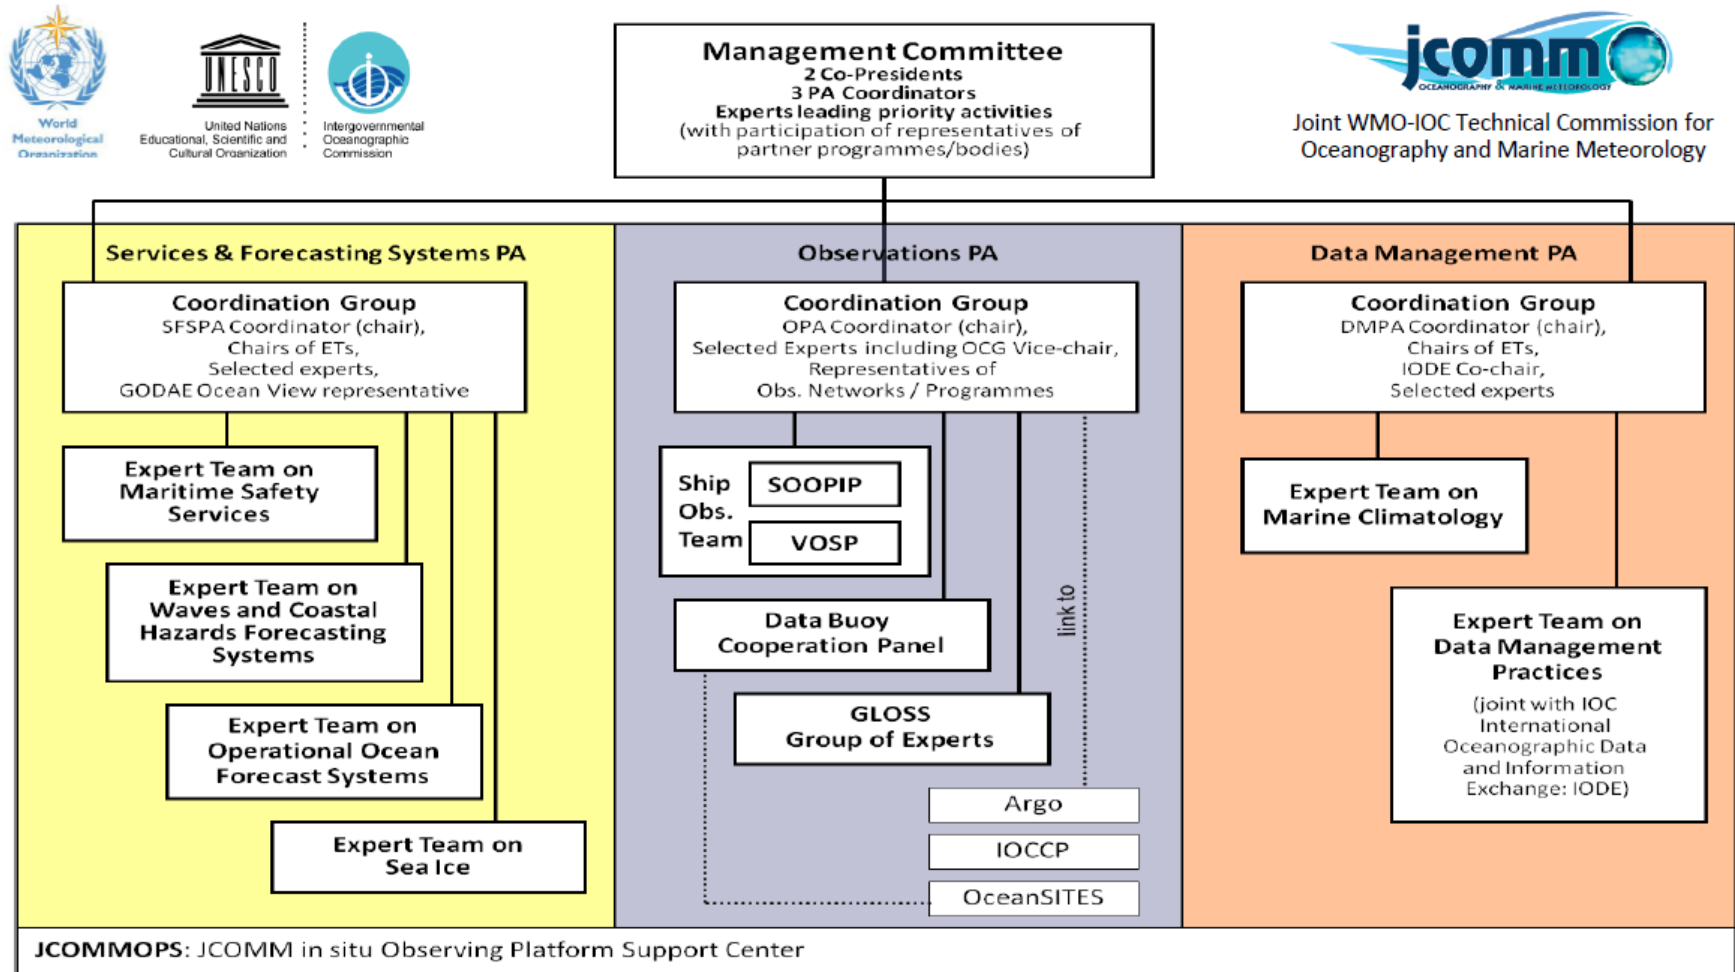 World
Meteorological
Organization
UNESCO
United Nations
Educational, Scientific and
Cultural Organization
Intergovernmental
Oceanographic
Commission
Management Committee
2 Co-Presidents
3 PA Coordinators
Experts leading priority activities
(with participation of representatives of
partner programmes/bodies)
jcomm
OCEANOGRAPHY & MARINE METEOROLOGY
Joint WMO-IOC Technical Commission for
Oceanography and Marine Meteorology
Services & Forecasting Systems PA
Coordination Group
SFSPA Coordinator (chair),
Chairs of ETs,
Selected experts,
GODAE Ocean View representative
Expert Team on
Maritime Safety
Services
Expert Team on
Waves and Coastal
Hazards Forecasting
Systems
Expert Team on
Operational Ocean
Forecast Systems
Expert Team on
Sea Ice
Observations PA
Coordination Group
OPA Coordinator (chair),
Selected Experts including OCG Vice-chair,
Representatives of
Obs. Networks / Programmes
Ship
Obs.
Team
SOOPIP
VOSP
Data Buoy
Cooperation Panel
GLOSS
Group of Experts
link to
Argo
IOCCP
OceanSITES
Data Management PA
Coordination Group
DMPA Coordinator (chair),
Chairs of ETs,
IODE Co-chair,
Selected experts
Expert Team on
Marine Climatology
Expert Team on
Data Management
Practices
(joint with IOC
International
Oceanographic Data
and Information
Exchange: IODE)
JCOMMOPS: JCOMM in situ Observing Platform Support Center